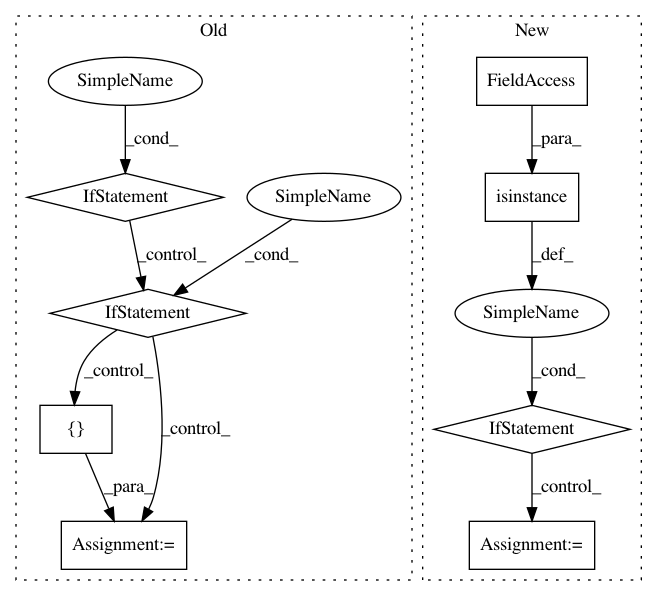 Old
New
SimpleName
FieldAccess
_cond_
_para_
IfStatement
SimpleName
isinstance
_control_
_cond_
_def_
IfStatement
SimpleName
_control_
_control_
_cond_
{}
IfStatement
_para_
_control_
Assignment:=
Assignment:=